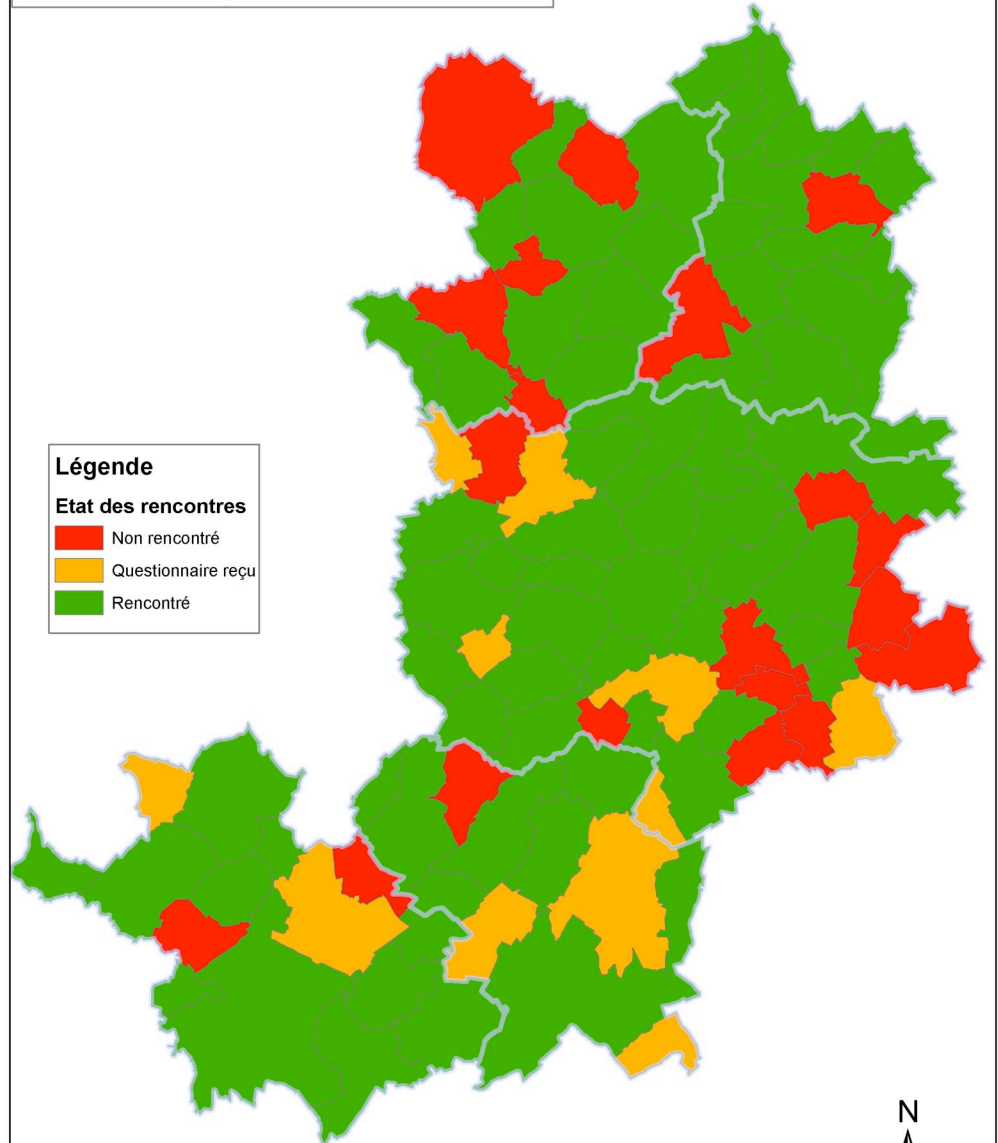 Légende
Etat des rencontres
Non rencontré
Questionnaire reçu
Rencontré
N